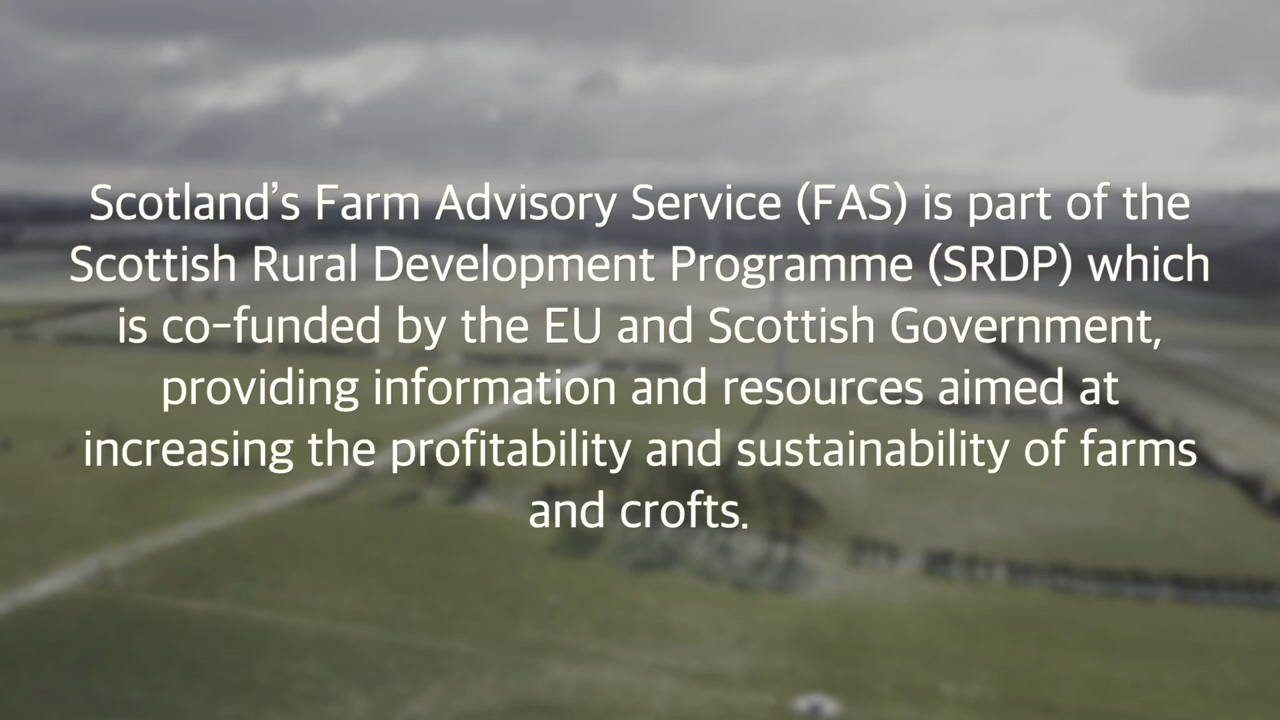 Scotland’s Farm Advisory Service (FAS) is part of the
Scottish Rural Development Programme (SRDP) which
is co-funded by the EU and Scottish Government,
providing information and resources aimed at
increasing the profitability and sustainability of farms
and crofts.